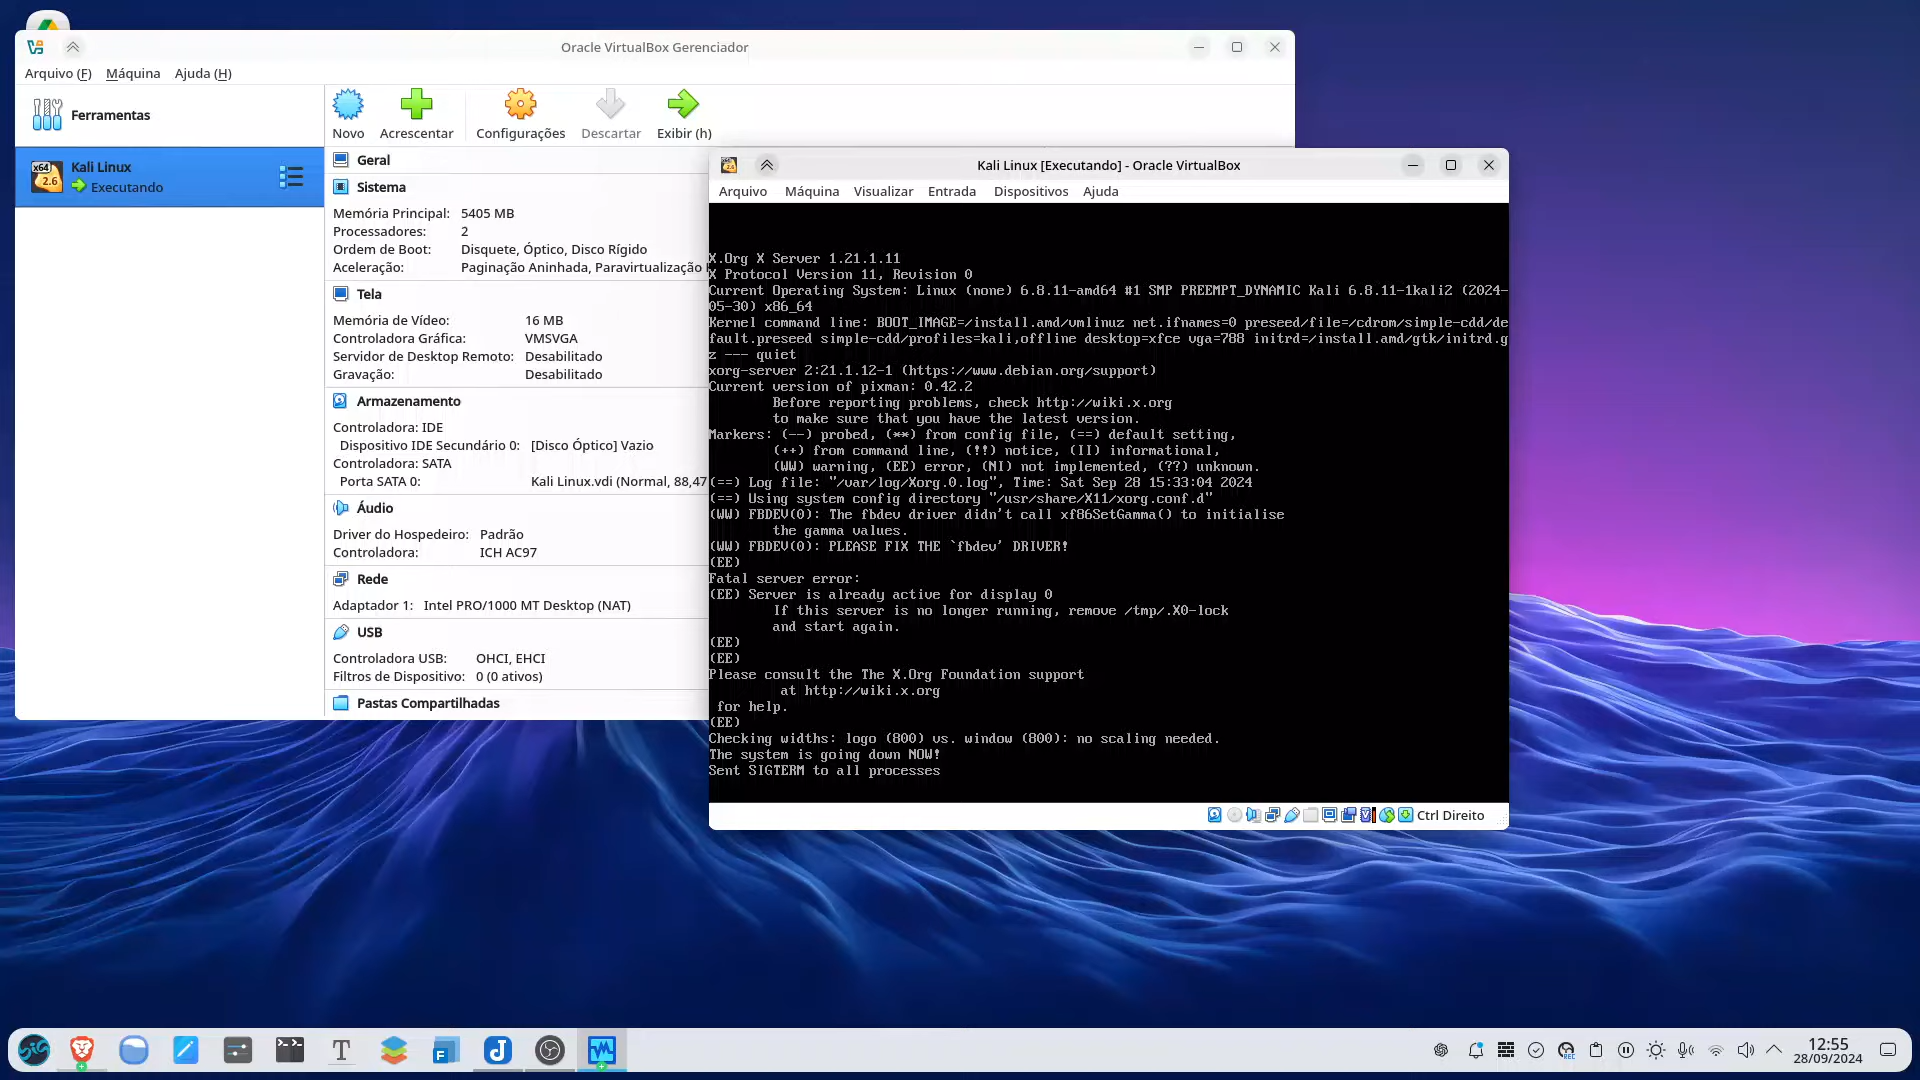 Oracle VirtualBox Gerenciador
Arquivo (F) Máquina Ajuda (H)
Ferramentas
Novo Acrescentar Configurações Descartar Exibir (h)
x64
2.6
Kali Linux
Executando
Geral
Sistema
Memória Principal: 5405 MB
Processadores: 2
Ordem de Boot: Disquete, Óptico, Disco Rígido
Aceleração: Paginação Aninhada, Paravirtualização
Tela
Memória de Vídeo: 16 MB
Controladora Gráfica: VMSVGA
Servidor de Desktop Remoto: Desabilitado
Gravação: Desabilitado
Armazenamento
Controladora: IDE
Dispositivo IDE Secundário 0: [Disco Óptico] Vazio
Controladora: SATA
Porta SATA 0: Kali Linux.vdi (Normal, 88,47
Áudio
Driver do Hospedeiro: Padrão
Controladora: ICH AC97
Rede
Adaptador 1: Intel PRO/1000 MT Desktop (NAT)
USB
Controladora USB: OHCI, EHCI
Filtros de Dispositivo: 0 (0 ativos)
Pastas Compartilhadas
Kali Linux [Executando] - Oracle VirtualBox
Arquivo Máquina Visualizar Entrada Dispositivos Ajuda
X.Org X Server 1.21.1.11
X Protocol Version 11, Revision 0
Current Operating System: Linux (none) 6.8.11-amd64 #1 SMP PREEMPT_DYNAMIC Kali 6.8.11-1kali2 (2024-
05-30) x86_64
Kernel command line: BOOT_IMAGE=/install.amd/vmlinuz net.ifnames=0 preseed/file=/cdrom/simple-cdd/de
fault.preseed simple-cdd/profiles=kali,offline desktop=xfce vga=788 initrd=/install.amd/gtk/initrd.g
z --- quiet
xorg-server 2:21.1.12-1 (https://www.debian.org/support)
Current version of pixman: 0.42.2
Before reporting problems, check http://wiki.x.org
to make sure that you have the latest version.
Markers: (--) probed, (**) from config file, (==) default setting,
(++) from command line, (!!) notice, (II) informational,
(WW) warning, (EE) error, (NI) not implemented, (??) unknown.
(==) Log file: "/var/log/Xorg.0.log", Time: Sat Sep 28 15:33:04 2024
(==) Using system config directory "/usr/share/X11/xorg.conf.d"
(WW) FBDEV(0): The fbdev driver didn't call xf86SetGamma() to initialise
the gamma values.
(WW) FBDEV(0): PLEASE FIX THE `fbdev' DRIVER!
(EE)
Fatal server error:
(EE) Server is already active for display 0
If this server is no longer running, remove /tmp/.X0-lock
and start again.
(EE)
(EE)
Please consult the The X.Org Foundation support
at http://wiki.x.org
for help.
(EE)
Checking widths: logo (800) vs. window (800): no scaling needed.
The system is going down NOW!
Sent SIGTERM to all processes
Ctrl Direito
12:55
28/09/2024